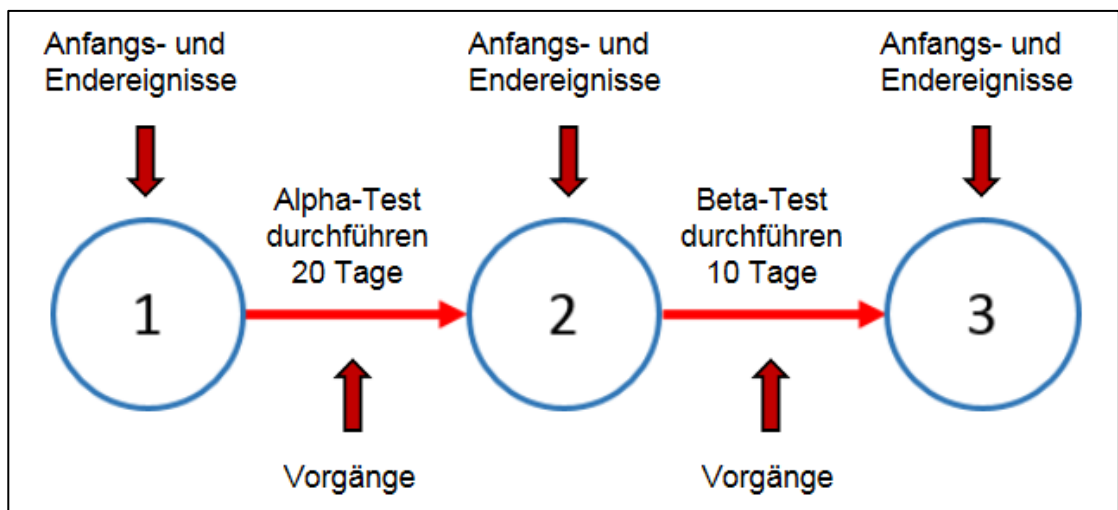 Anfangs- und
Endereignisse
Anfangs- und
Endereignisse
Anfangs- und
Endereignisse
Alpha-Test
durchführen
20 Tage
Beta-Test
durchführen
10 Tage
1
2
3
Vorgänge
Vorgänge